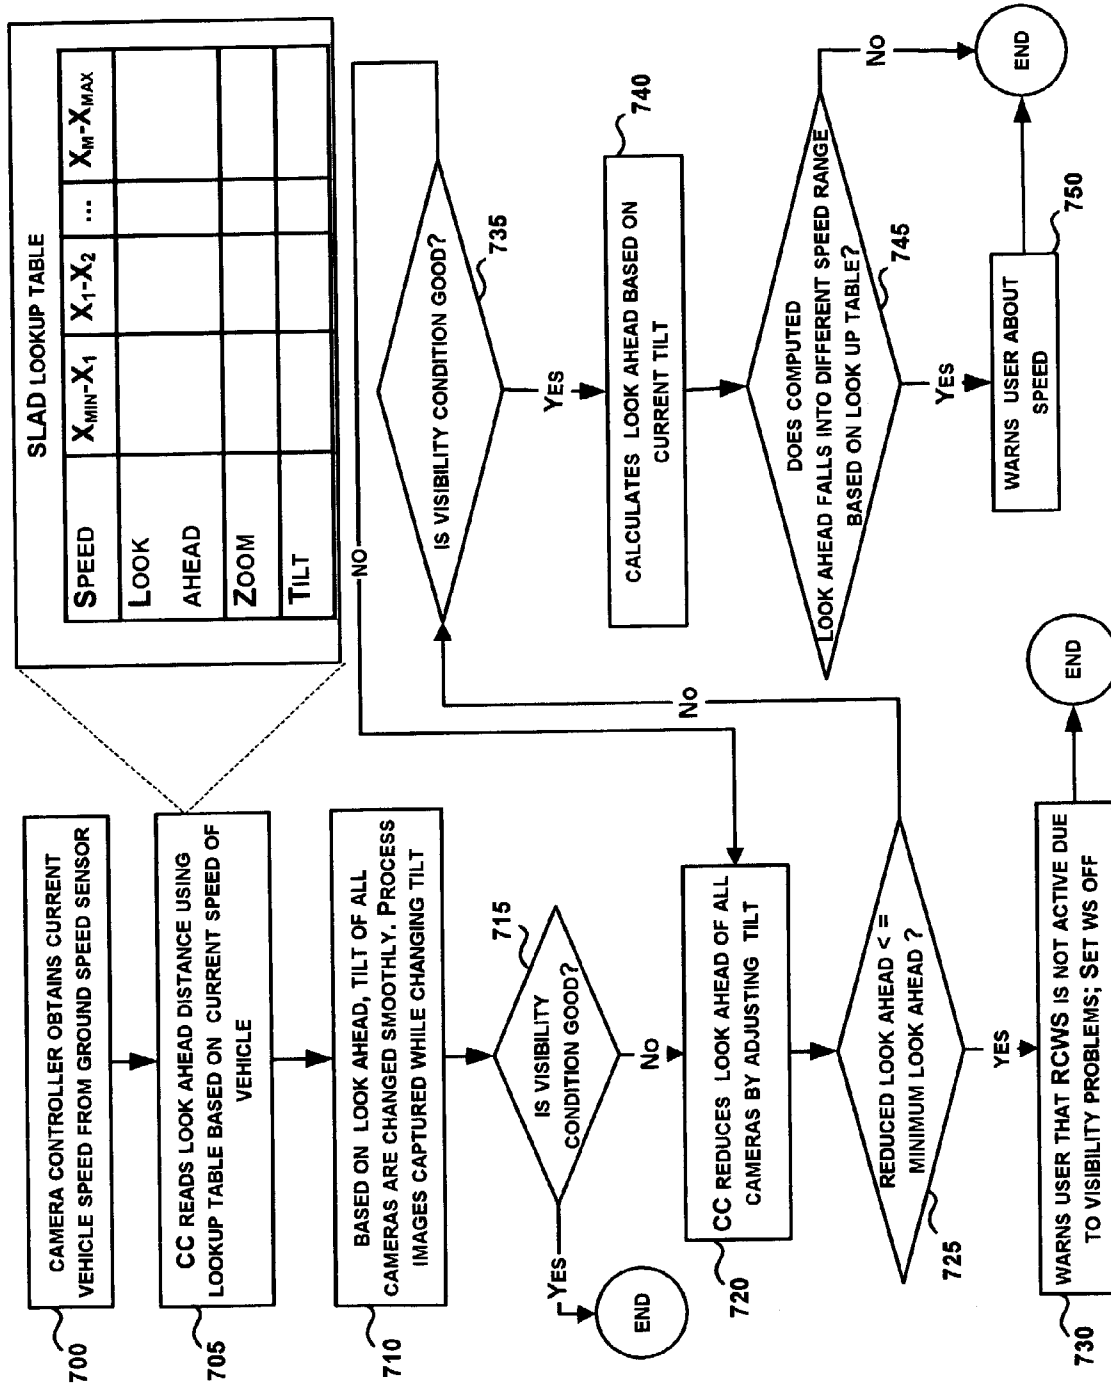 SLAD LOOKUP TABLE
SPEED XMIN-X1 X1-X2 ... XM-XMAX
LOOK
AHEAD
ZOOM
TILT
700
CAMERA CONTROLLER OBTAINS CURRENT
VEHICLE SPEED FROM GROUND SPEED SENSOR
705
CC READS LOOK AHEAD DISTANCE USING
LOOKUP TABLE BASED ON CURRENT SPEED OF
VEHICLE
710
BASED ON LOOK AHEAD, TILT OF ALL
CAMERAS ARE CHANGED SMOOTHLY. PROCESS
IMAGES CAPTURED WHILE CHANGING TILT
715
IS VISIBILITY
CONDITION GOOD?
YES
END
NO
720
CC REDUCES LOOK AHEAD OF ALL
CAMERAS BY ADJUSTING TILT
725
REDUCED LOOK AHEAD < =
MINIMUM LOOK AHEAD ?
NO
YES
730
WARNS USER THAT RCWS IS NOT ACTIVE DUE
TO VISIBILITY PROBLEMS; SET WS OFF
END
NO
735
IS VISIBILITY CONDITION GOOD?
YES
740
CALCULATES LOOK AHEAD BASED ON
CURRENT TILT
745
DOES COMPUTED
LOOK AHEAD FALLS INTO DIFFERENT SPEED RANGE
BASED ON LOOK UP TABLE?
NO
YES
750
WARNS USER ABOUT
SPEED
END